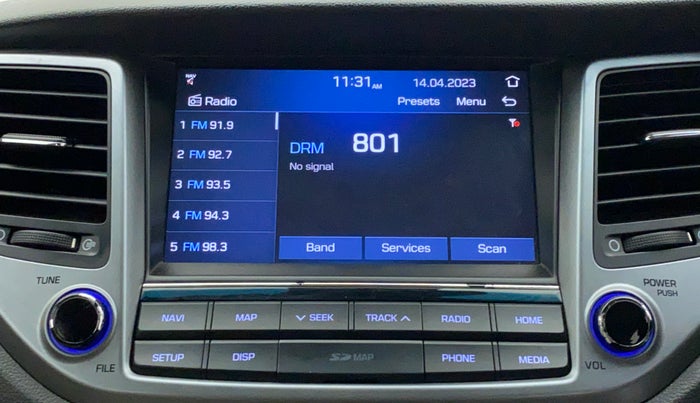 NAV
11:31 AM 14.04.2023
Radio Presets Menu
1 FM 91.9
2 FM 92.7
3 FM 93.5
4 FM 94.3
5 FM 98.3
DRM 801
No signal
Band Services Scan
TUNE
FILE
POWER
PUSH
VOL
NAVI MAP SEEK TRACK RADIO HOME
SETUP DISP SD MAP PHONE MEDIA